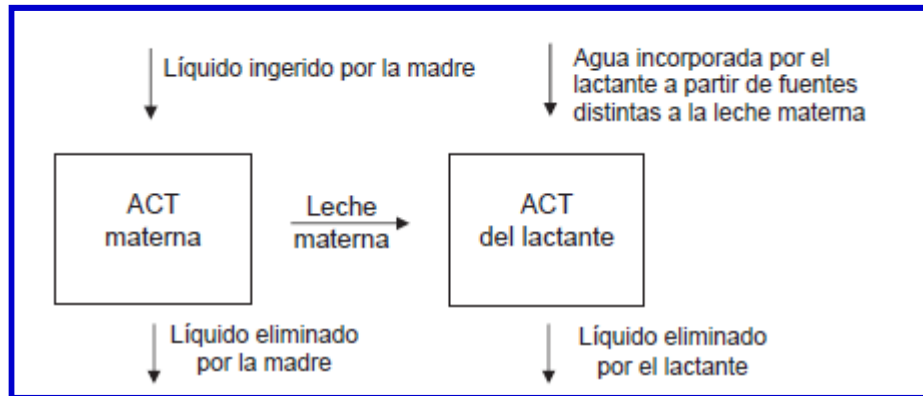 Líquido ingerido por la madre
Agua incorporada por el
lactante a partir de fuentes
distintas a la leche materna
ACT
materna
Leche
materna
ACT
del lactante
Líquido eliminado
por la madre
Líquido eliminado
por el lactante